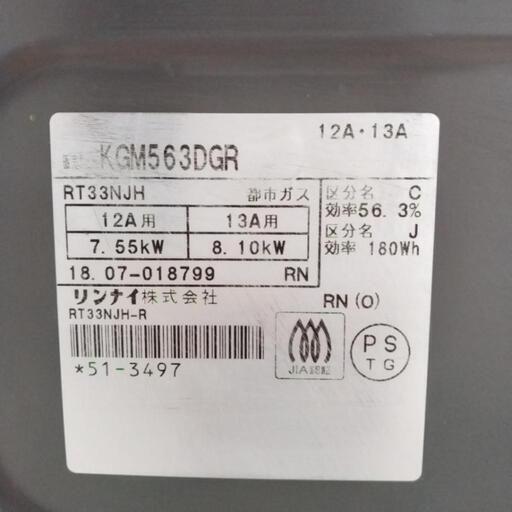 12A・13A
KGM563DGR
RT33NJH 都市ガス
12A用 13A用
7.55kW 8.10kW
区分名 C
効率56.3%
区分名 J
効率 180Wh
18.07-018799 RN
リンナイ株式会社
RN(O)
RT33NJH-R
*51-3497
JIA認証
PS
TG